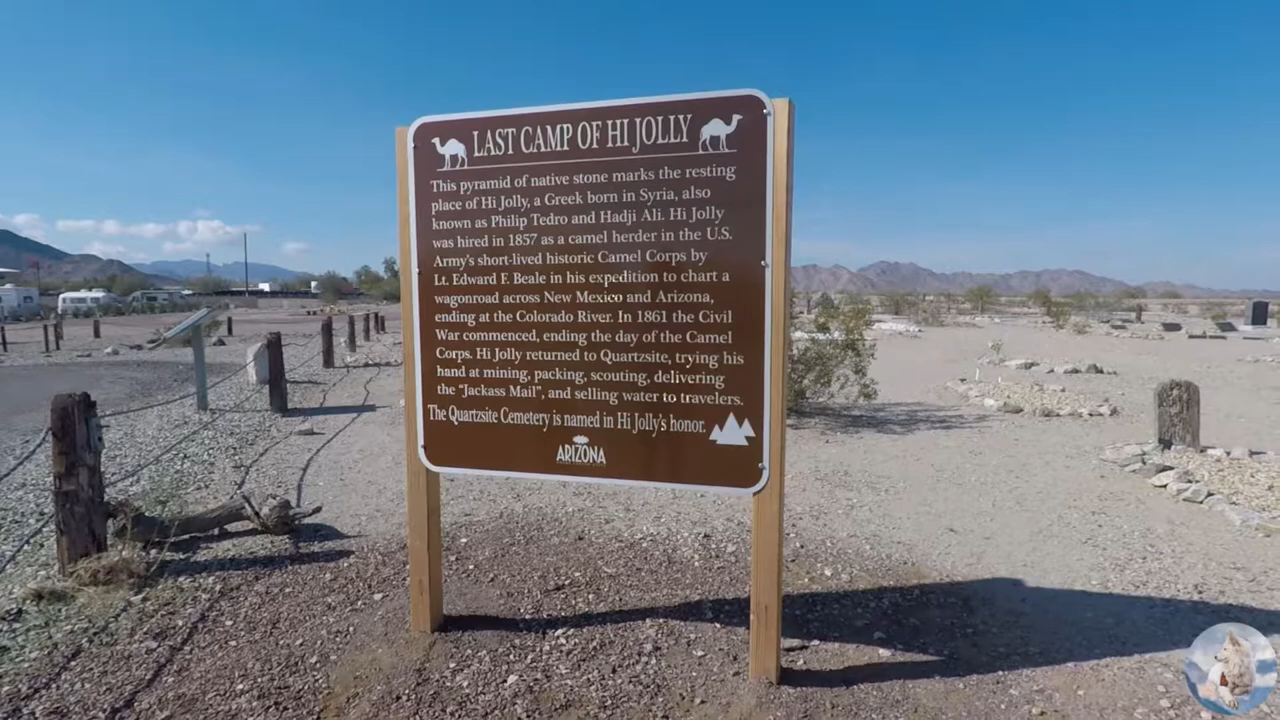 LAST CAMP OF HI JOLLY
This pyramid of native stone marks the resting
place of Hi Jolly, a Greek born in Syria, also
known as Philip Tedro and Hadji Ali. Hi Jolly
was hired in 1857 as a camel herder in the U.S.
Army's short-lived historic Camel Corps by
Lt. Edward F. Beale in his expedition to chart a
wagonroad across New Mexico and Arizona,
ending at the Colorado River. In 1861 the Civil
War commenced, ending the day of the Camel
Corps. Hi Jolly returned to Quartzsite, trying his
hand at mining, packing, scouting, delivering
the “Jackass Mail”, and selling water to travelers.
The Quartzsite Cemetery is named in Hi Jolly's honor.
ARIZONA